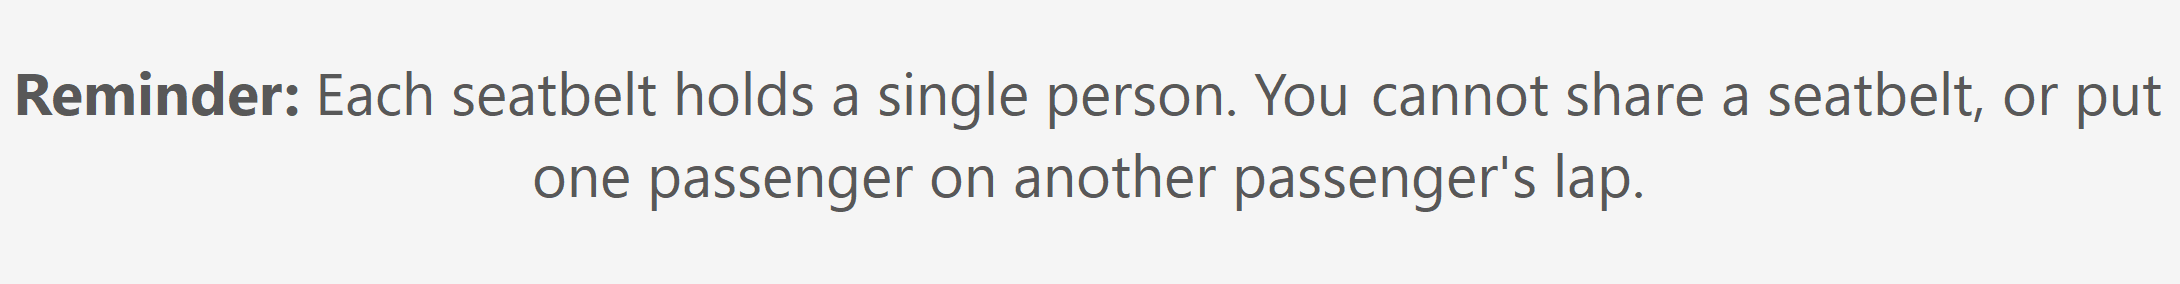 Reminder: Each seatbelt holds a single person. You cannot share a seatbelt, or put
one passenger on another passenger's lap.